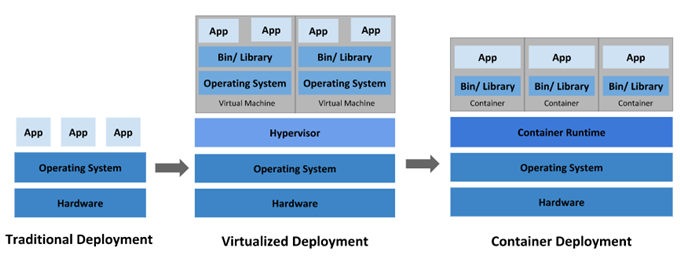 App App App
Operating System
Hardware
Traditional Deployment
App App App App
Bin/ Library Bin/ Library
Operating System Operating System
Virtual Machine Virtual Machine
Hypervisor
Operating System
Hardware
Virtualized Deployment
App App App
Bin/ Library Bin/ Library Bin/ Library
Container Container Container
Container Runtime
Operating System
Hardware
Container Deployment